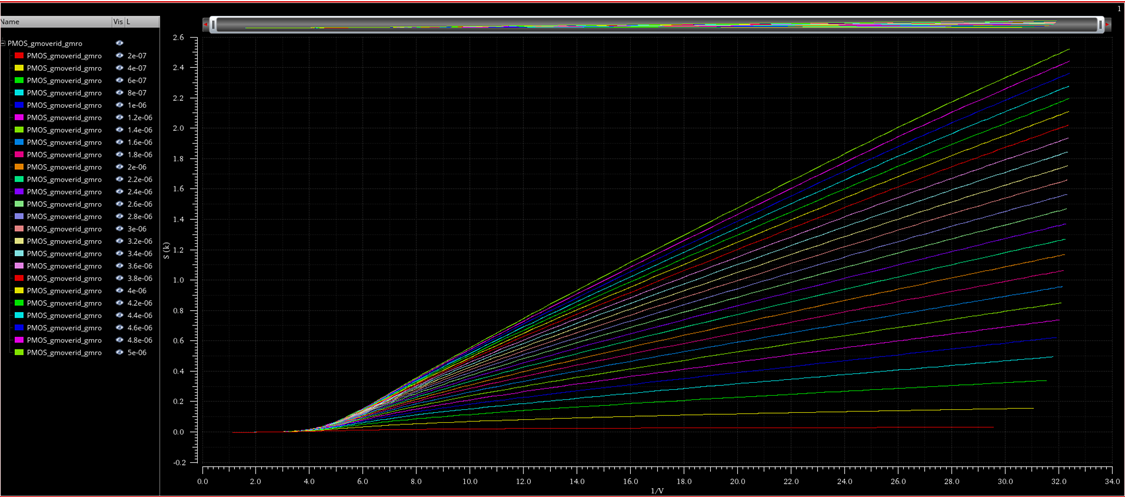 1
Name Vis L
PMOS_gmoverid_gmro
PMOS_gmoverid_gmro 2e-07
PMOS_gmoverid_gmro 4e-07
PMOS_gmoverid_gmro 6e-07
PMOS_gmoverid_gmro 8e-07
PMOS_gmoverid_gmro 1e-06
PMOS_gmoverid_gmro 1.2e-06
PMOS_gmoverid_gmro 1.4e-06
PMOS_gmoverid_gmro 1.6e-06
PMOS_gmoverid_gmro 1.8e-06
PMOS_gmoverid_gmro 2e-06
PMOS_gmoverid_gmro 2.2e-06
PMOS_gmoverid_gmro 2.4e-06
PMOS_gmoverid_gmro 2.6e-06
PMOS_gmoverid_gmro 2.8e-06
PMOS_gmoverid_gmro 3e-06
PMOS_gmoverid_gmro 3.2e-06
PMOS_gmoverid_gmro 3.4e-06
PMOS_gmoverid_gmro 3.6e-06
PMOS_gmoverid_gmro 3.8e-06
PMOS_gmoverid_gmro 4e-06
PMOS_gmoverid_gmro 4.2e-06
PMOS_gmoverid_gmro 4.4e-06
PMOS_gmoverid_gmro 4.6e-06
PMOS_gmoverid_gmro 4.8e-06
PMOS_gmoverid_gmro 5e-06
2.6
2.4
2.2
2.0
1.8
1.6
1.4
1.2
1.0
0.8
0.6
0.4
0.2
0.0
-0.2
S (k)
0.0 2.0 4.0 6.0 8.0 10.0 12.0 14.0 16.0 18.0 20.0 22.0 24.0 26.0 28.0 30.0 32.0 34.0
1/V